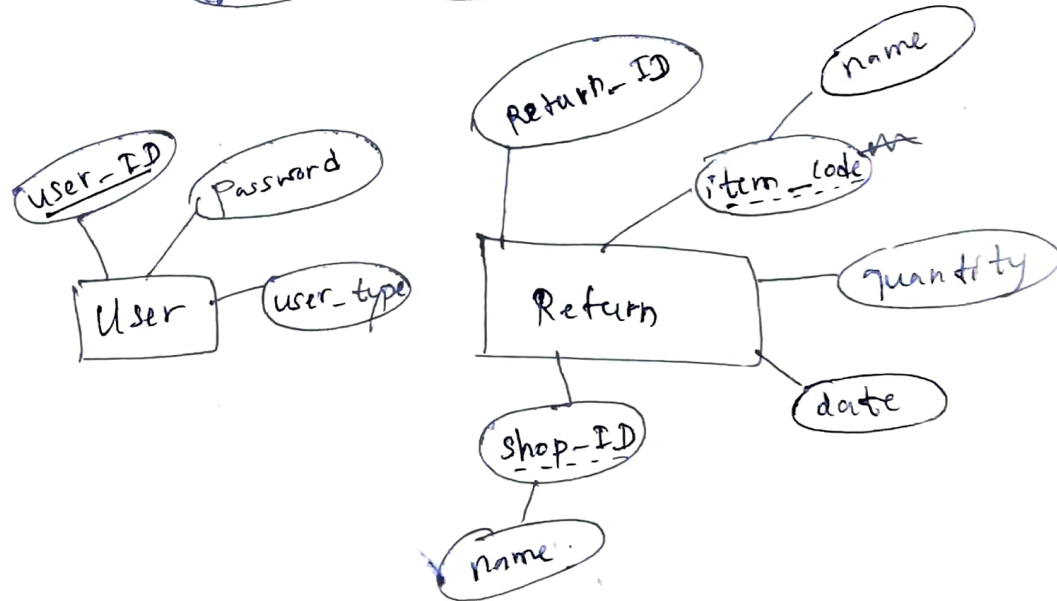 name
Return_ID
user_ID
Password
item_code
quantity
user_type
User
Return
date
shop_ID
name